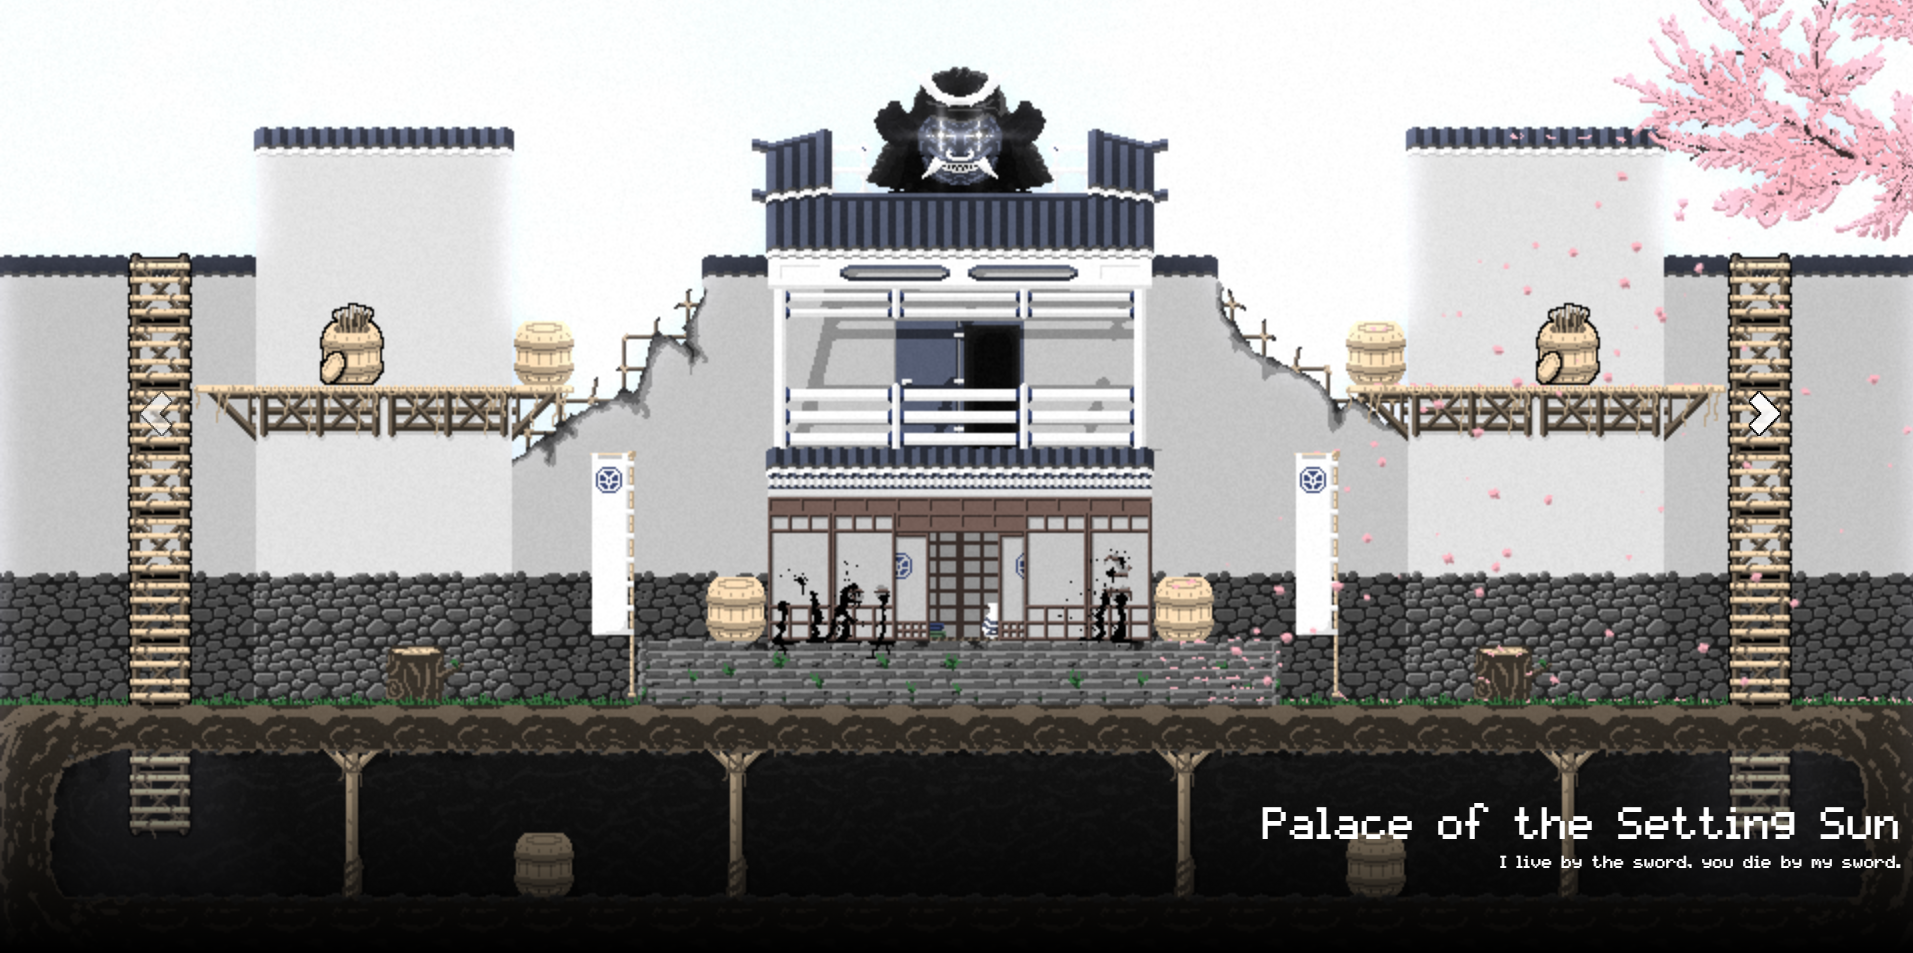 Palace of the Setting Sun
I live by the sword, you die by my sword.